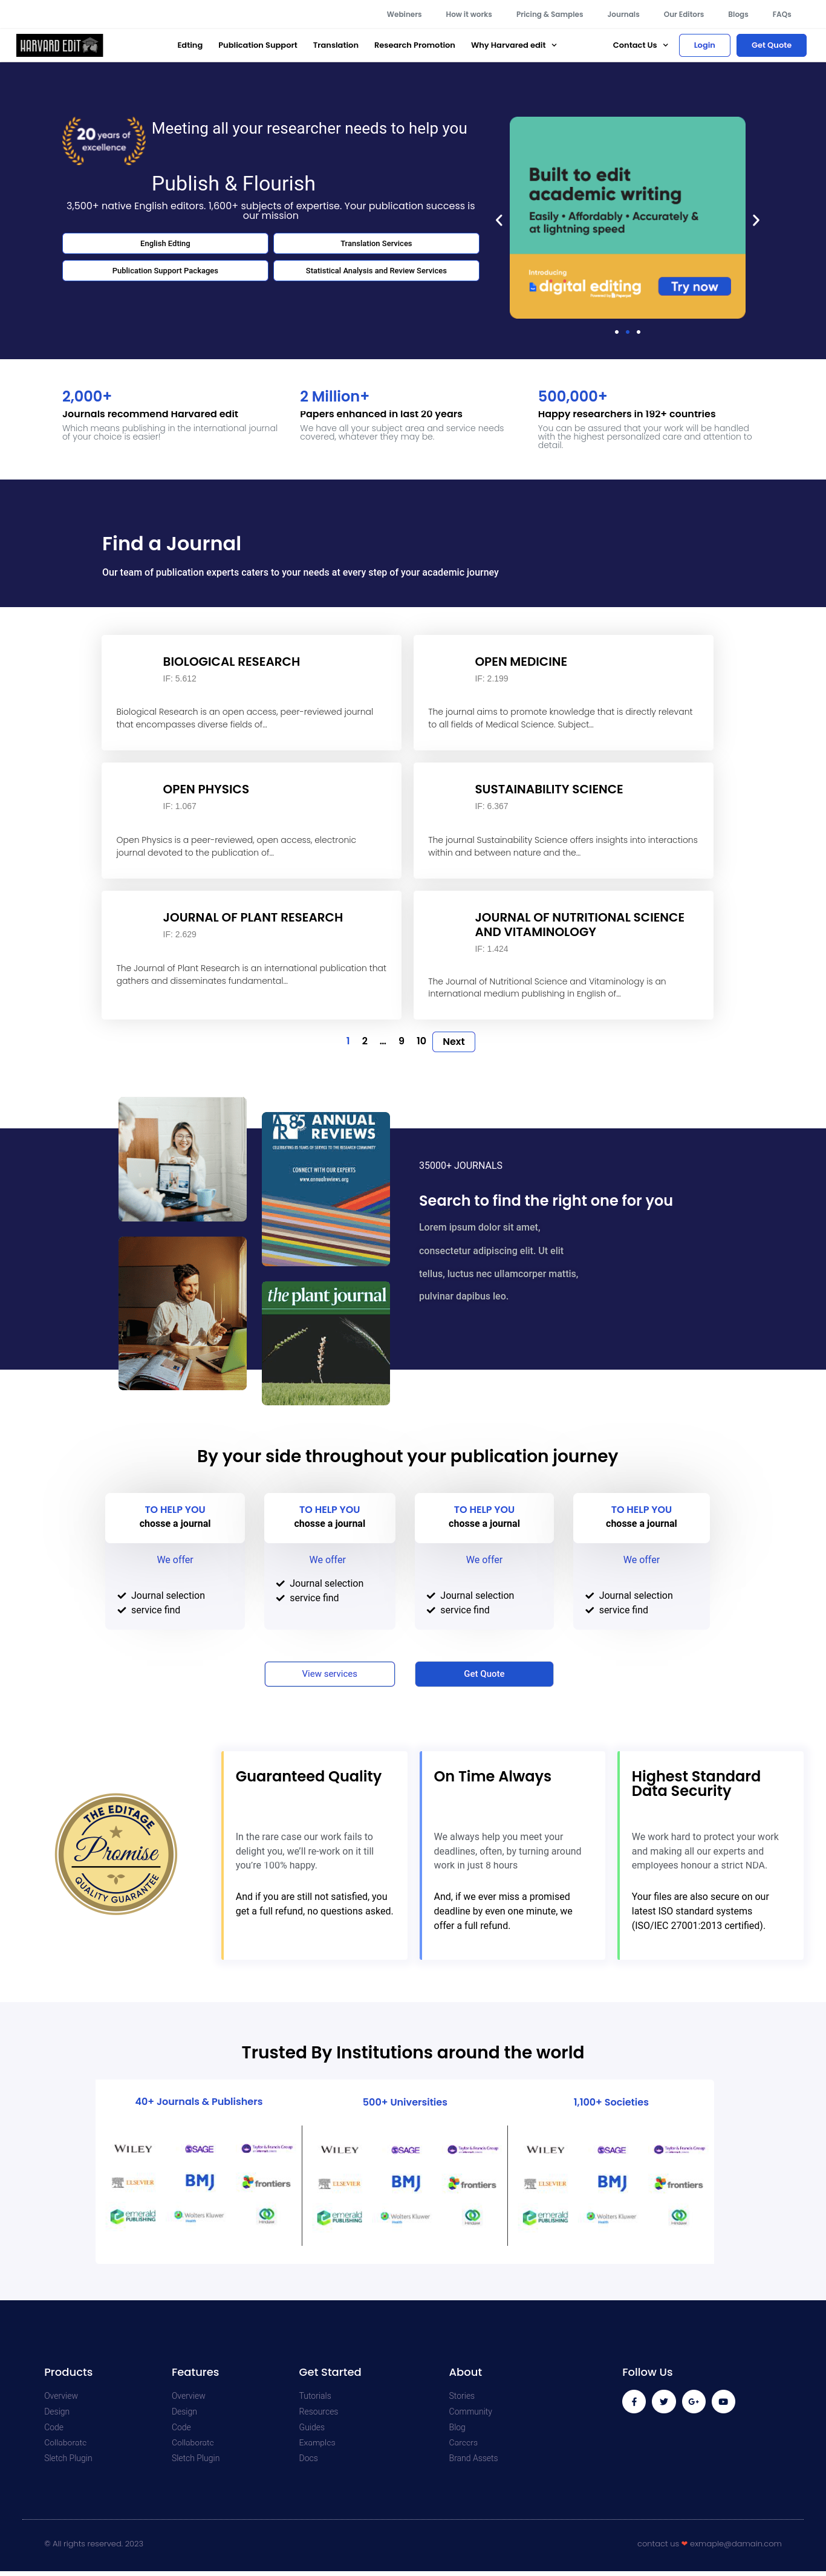 Webiners How it works Pricing & Samples Journals Our Editors Blogs FAQs
HARVARD EDIT Edting Publication Support Translation Research Promotion Why Harvared edit Contact Us Login Get Quote
20 years of
excellence
Meeting all your researcher needs to help you
Publish & Flourish
3,500+ native English editors. 1,600+ subjects of expertise. Your publication success is
our mission
English Edting Translation Services
Publication Support Packages Statistical Analysis and Review Services
Built to edit
academic writing
Easily • Affordably • Accurately &
at lightning speed
Introducing
digital editing
Try now
2,000+
Journals recommend Harvared edit
Which means publishing in the international journal
of your choice is easier!
2 Million+
Papers enhanced in last 20 years
We have all your subject area and service needs
covered, whatever they may be.
500,000+
Happy researchers in 192+ countries
You can be assured that your work will be handled
with the highest personalized care and attention to
detail.
Find a Journal
Our team of publication experts caters to your needs at every step of your academic journey
BIOLOGICAL RESEARCH
IF: 5.612
Biological Research is an open access, peer-reviewed journal
that encompasses diverse fields of...
OPEN MEDICINE
IF: 2.199
The journal aims to promote knowledge that is directly relevant
to all fields of Medical Science. Subject...
OPEN PHYSICS
IF: 1.067
Open Physics is a peer-reviewed, open access, electronic
journal devoted to the publication of...
SUSTAINABILITY SCIENCE
IF: 6.367
The journal Sustainability Science offers insights into interactions
within and between nature and the...
JOURNAL OF PLANT RESEARCH
IF: 2.629
The Journal of Plant Research is an international publication that
gathers and disseminates fundamental...
JOURNAL OF NUTRITIONAL SCIENCE
AND VITAMINOLOGY
IF: 1.424
The Journal of Nutritional Science and Vitaminology is an
international medium publishing in English of...
1 2 ... 9 10 Next
AR 85 ANNUAL
REVIEWS
CELEBRATING 85 YEARS OF SERVICE TO THE RESEARCH COMMUNITY
CONNECT WITH OUR EXPERTS
www.annualreviews.org
the plant journal
35000+ JOURNALS
Search to find the right one for you
Lorem ipsum dolor sit amet,
consectetur adipiscing elit. Ut elit
tellus, luctus nec ullamcorper mattis,
pulvinar dapibus leo.
By your side throughout your publication journey
TO HELP YOU
chosse a journal
We offer
Journal selection
service find
TO HELP YOU
chosse a journal
We offer
Journal selection
service find
TO HELP YOU
chosse a journal
We offer
Journal selection
service find
TO HELP YOU
chosse a journal
We offer
Journal selection
service find
View services Get Quote
THE EDITAGE
Promise
QUALITY GUARANTEE
Guaranteed Quality
In the rare case our work fails to
delight you, we'll re-work on it till
you're 100% happy.
And if you are still not satisfied, you
get a full refund, no questions asked.
On Time Always
We always help you meet your
deadlines, often, by turning around
work in just 8 hours
And, if we ever miss a promised
deadline by even one minute, we
offer a full refund.
Highest Standard
Data Security
We work hard to protect your work
and making all our experts and
employees honour a strict NDA.
Your files are also secure on our
latest ISO standard systems
(ISO/IEC 27001:2013 certified).
Trusted By Institutions around the world
40+ Journals & Publishers
WILEY SAGE Taylor & Francis Group
ELSEVIER BMJ frontiers
emerald PUBLISHING Wolters Kluwer Health Hindawi
500+ Universities
WILEY SAGE Taylor & Francis Group
ELSEVIER BMJ frontiers
emerald PUBLISHING Wolters Kluwer Health Hindawi
1,100+ Societies
WILEY SAGE Taylor & Francis Group
ELSEVIER BMJ frontiers
emerald PUBLISHING Wolters Kluwer Health Hindawi
Products
Overview
Design
Code
Collaborate
Sletch Plugin
Features
Overview
Design
Code
Collaborate
Sletch Plugin
Get Started
Tutorials
Resources
Guides
Examples
Docs
About
Stories
Community
Blog
Careers
Brand Assets
Follow Us
© All rights reserved. 2023
contact us ❤ exmaple@damain.com